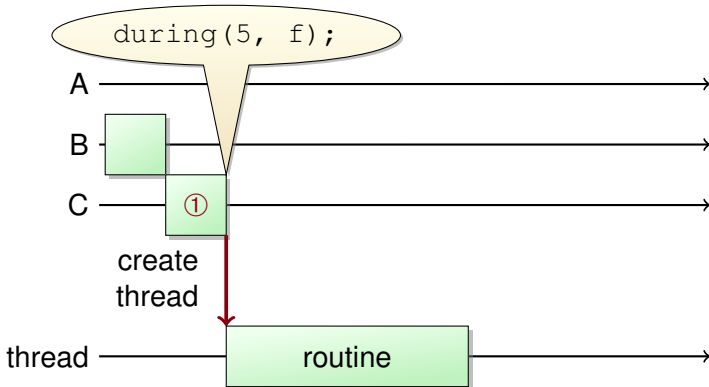 during(5, f);
A
B
C ①
create
thread
thread routine